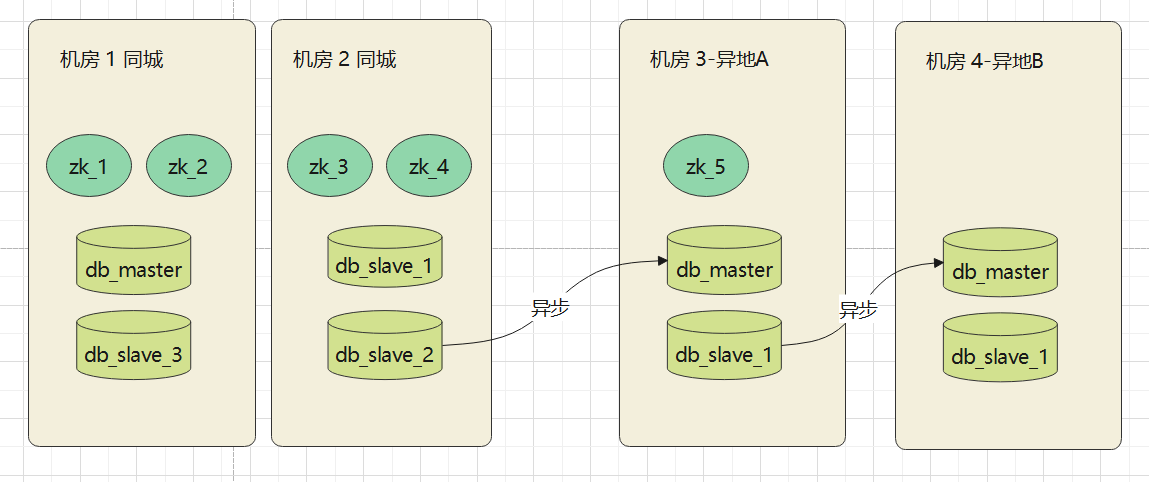 机房 1 同城
机房 2 同城
机房 3-异地A
机房 4-异地B
zk_1
zk_2
zk_3
zk_4
zk_5
db_master
db_slave_1
db_master
db_master
异步
异步
db_slave_3
db_slave_2
db_slave_1
db_slave_1